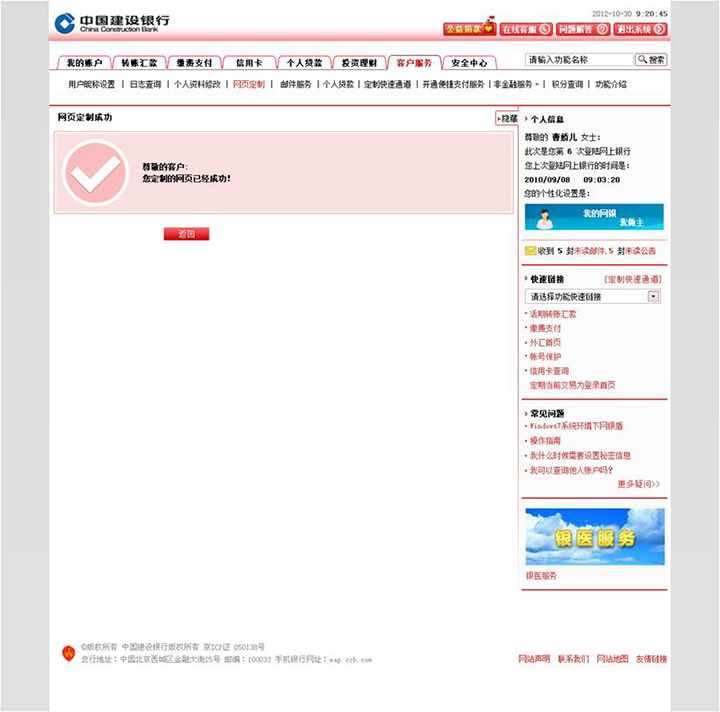 中国建设银行
China Construction Bank
2012-10-30 9:20:45
公益捐款 在线客服 问题解答 退出系统
我的账户 转账汇款 缴费支付 信用卡 个人贷款 投资理财 客户服务 安全中心
请输入功能名称 搜索
用户昵称设置 | 日志查询 | 个人资料修改 | 网页定制 | 邮件服务 | 个人贷款 | 定制快速通道 | 开通便捷支付服务 | 非金融服务 | 积分查询 | 功能介绍
网页定制成功
隐藏
尊敬的客户:
您定制的网页已经成功!
返回
个人信息
尊敬的 曹 儿 女士:
此次是您第 6 次登陆网上银行
您上次登陆网上银行的时间是:
2010/09/08 09:03:20
您的个性化设置是:
我的网银
我做主
收到 5 封未读邮件, 5 封未读公告
快速链接 [定制快速通道]
请选择功能快速链接
活期转账汇款
缴费支付
外汇首页
帐号保护
信用卡查询
定期当前交易为登录首页
常见问题
Windows7系统环境下网银盾
操作指南
我什么时候需要设置秘密信息
我可以查询他人账户吗?
更多疑问>>
银医服务
银医服务
©版权所有 中国建设银行版权所有 京ICP证 050138号
总行地址:中国北京西城区金融大街25号 邮编:100033 手机银行网址:wap.ccb.com
网站声明 联系我们 网站地图 友情链接